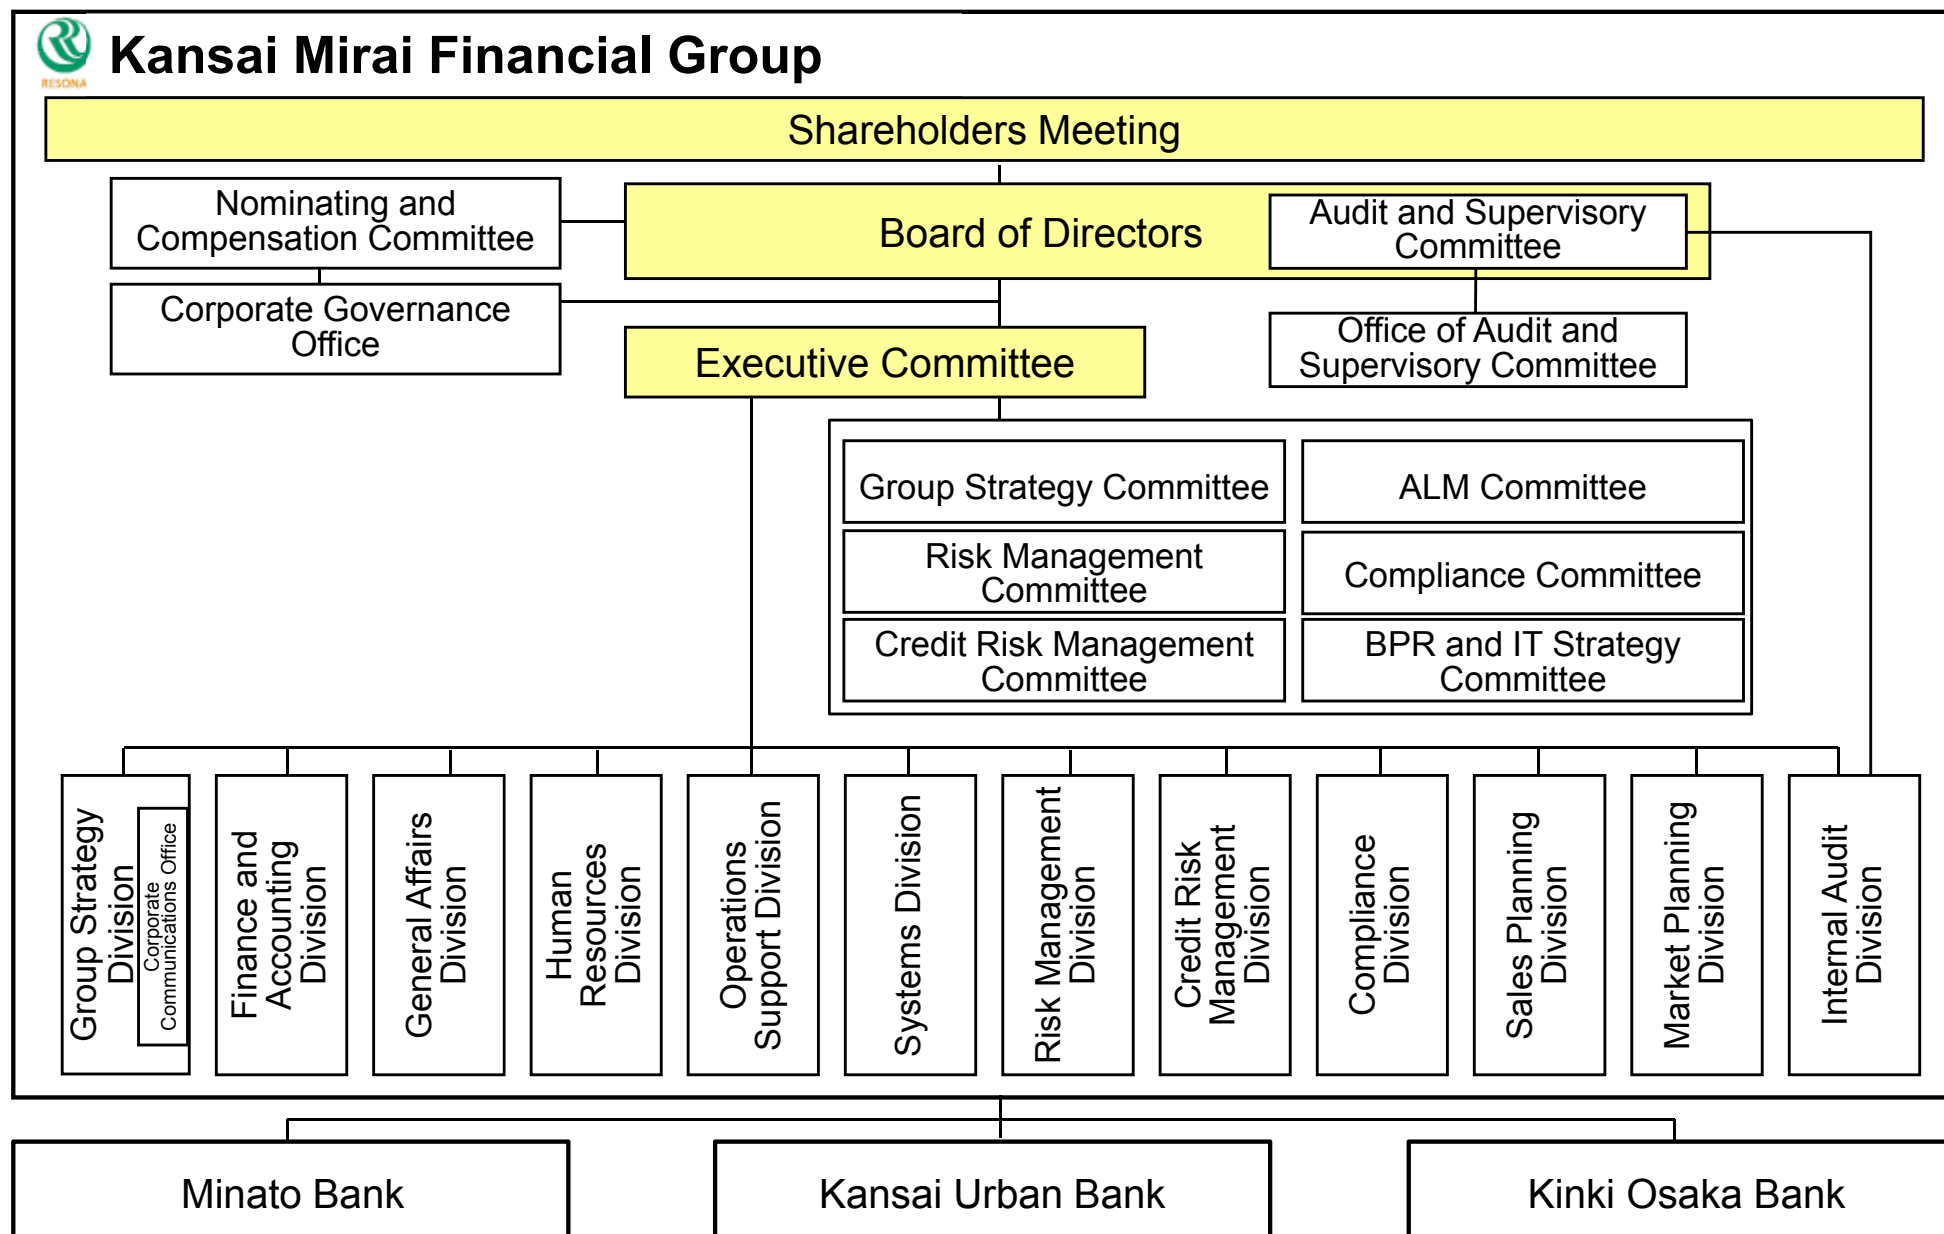 RESONA
Kansai Mirai Financial Group
Shareholders Meeting
Nominating and
Compensation Committee
Board of Directors
Audit and Supervisory
Committee
Corporate Governance
Office
Executive Committee
Office of Audit and
Supervisory Committee
Group Strategy Committee
ALM Committee
Risk Management
Committee
Compliance Committee
Credit Risk Management
Committee
BPR and IT Strategy
Committee
Group Strategy
Division
Corporate
Communications Office
Finance and
Accounting
Division
General Affairs
Division
Human
Resources
Division
Operations
Support Division
Systems Division
Risk Management
Division
Credit Risk
Management
Division
Compliance
Division
Sales Planning
Division
Market Planning
Division
Internal Audit
Division
Minato Bank
Kansai Urban Bank
Kinki Osaka Bank